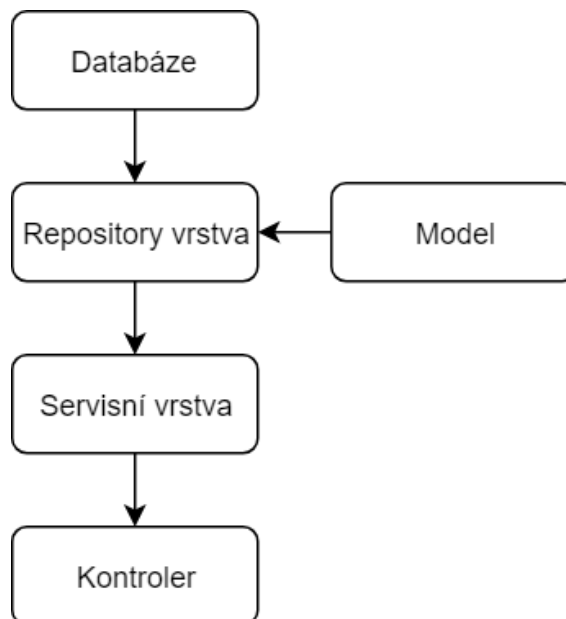 Databáze
Repository vrstva
Model
Servisní vrstva
Kontroler